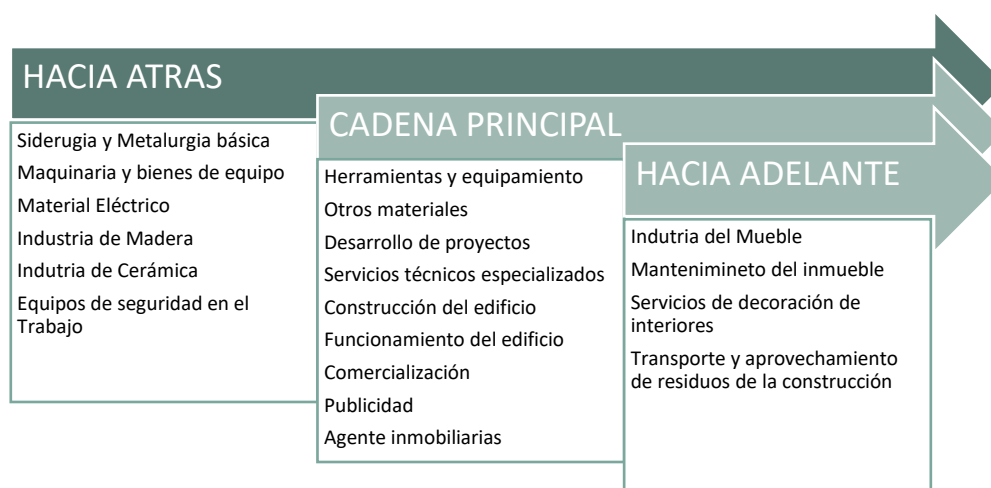 HACIA ATRAS
Siderugia y Metalurgia básica
Maquinaria y bienes de equipo
Material Eléctrico
Industria de Madera
Indutria de Cerámica
Equipos de seguridad en el
Trabajo
CADENA PRINCIPAL
Herramientas y equipamiento
Otros materiales
Desarrollo de proyectos
Servicios técnicos especializados
Construcción del edificio
Funcionamiento del edificio
Comercialización
Publicidad
Agente inmobiliarias
HACIA ADELANTE
Indutria del Mueble
Mantenimineto del inmueble
Servicios de decoración de
interiores
Transporte y aprovechamiento
de residuos de la construcción